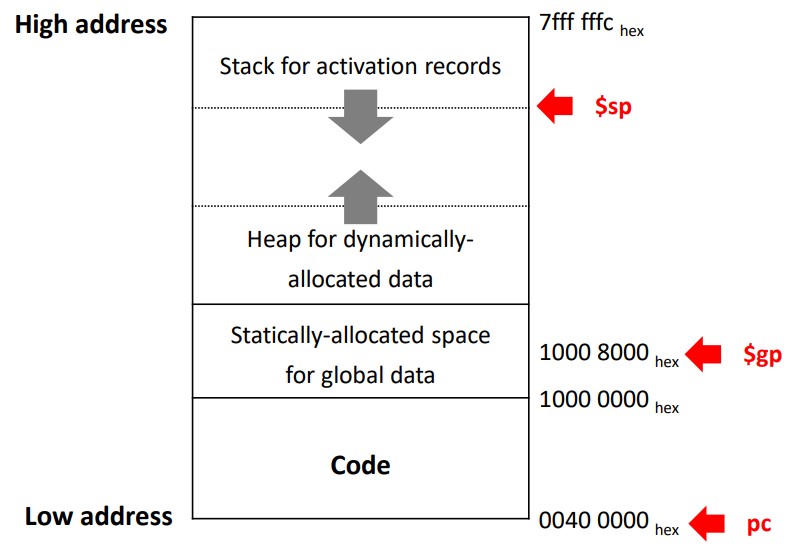 High address
7fff fffc hex
Stack for activation records
$sp
Heap for dynamically-
allocated data
Statically-allocated space
for global data
1000 8000 hex
$gp
1000 0000 hex
Code
Low address
0040 0000 hex
pc